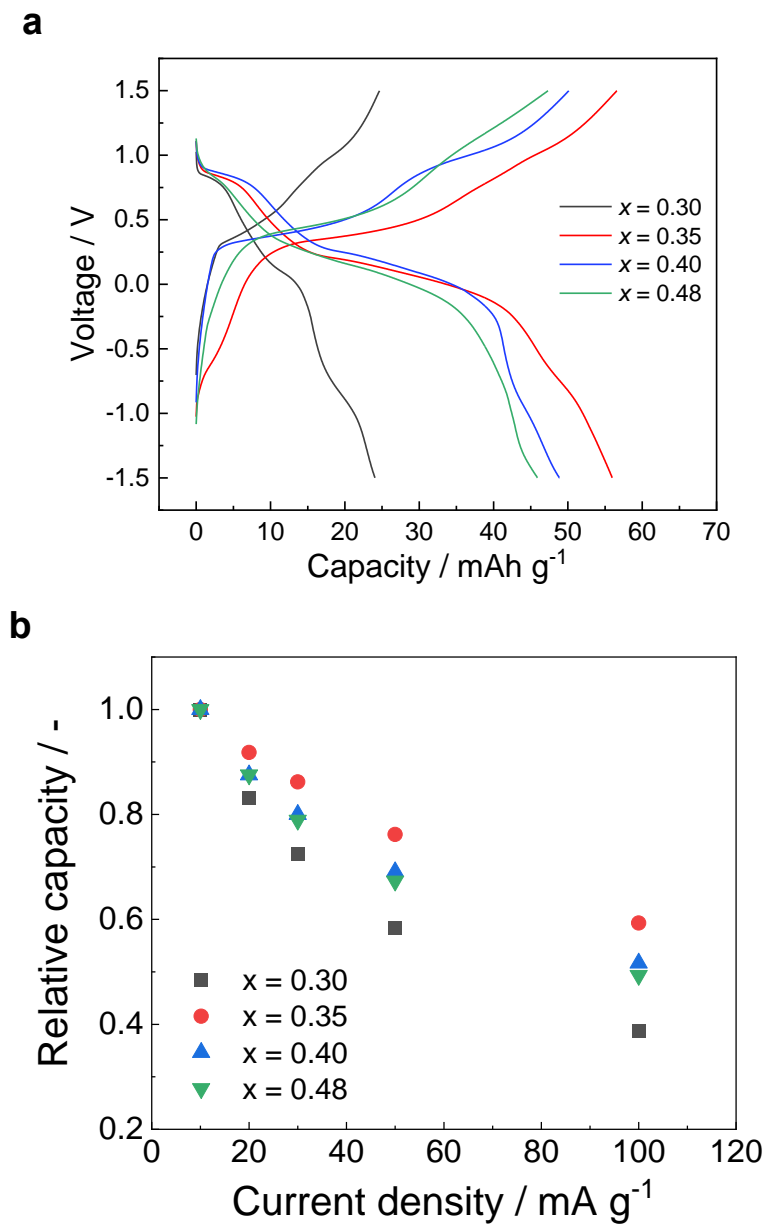 a
1.5
1.0
0.5
0.0
-0.5
-1.0
-1.5
Voltage / V
x = 0.30
x = 0.35
x = 0.40
x = 0.48
0 10 20 30 40 50 60 70
Capacity / mAh g⁻¹
b
1.0
0.8
0.6
0.4
0.2
Relative capacity / -
x = 0.30
x = 0.35
x = 0.40
x = 0.48
0 20 40 60 80 100 120
Current density / mA g⁻¹